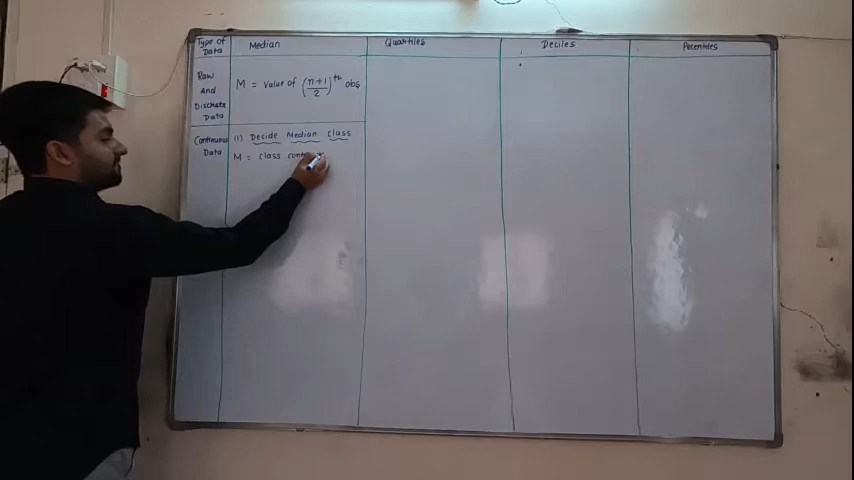 Type of Data
Median
Quartiles
Deciles
Percentiles
Raw
And
Discrete
Data
M = Value of (n+1/2)th obs
Continuous
Data
(1) Decide Median class
M = class